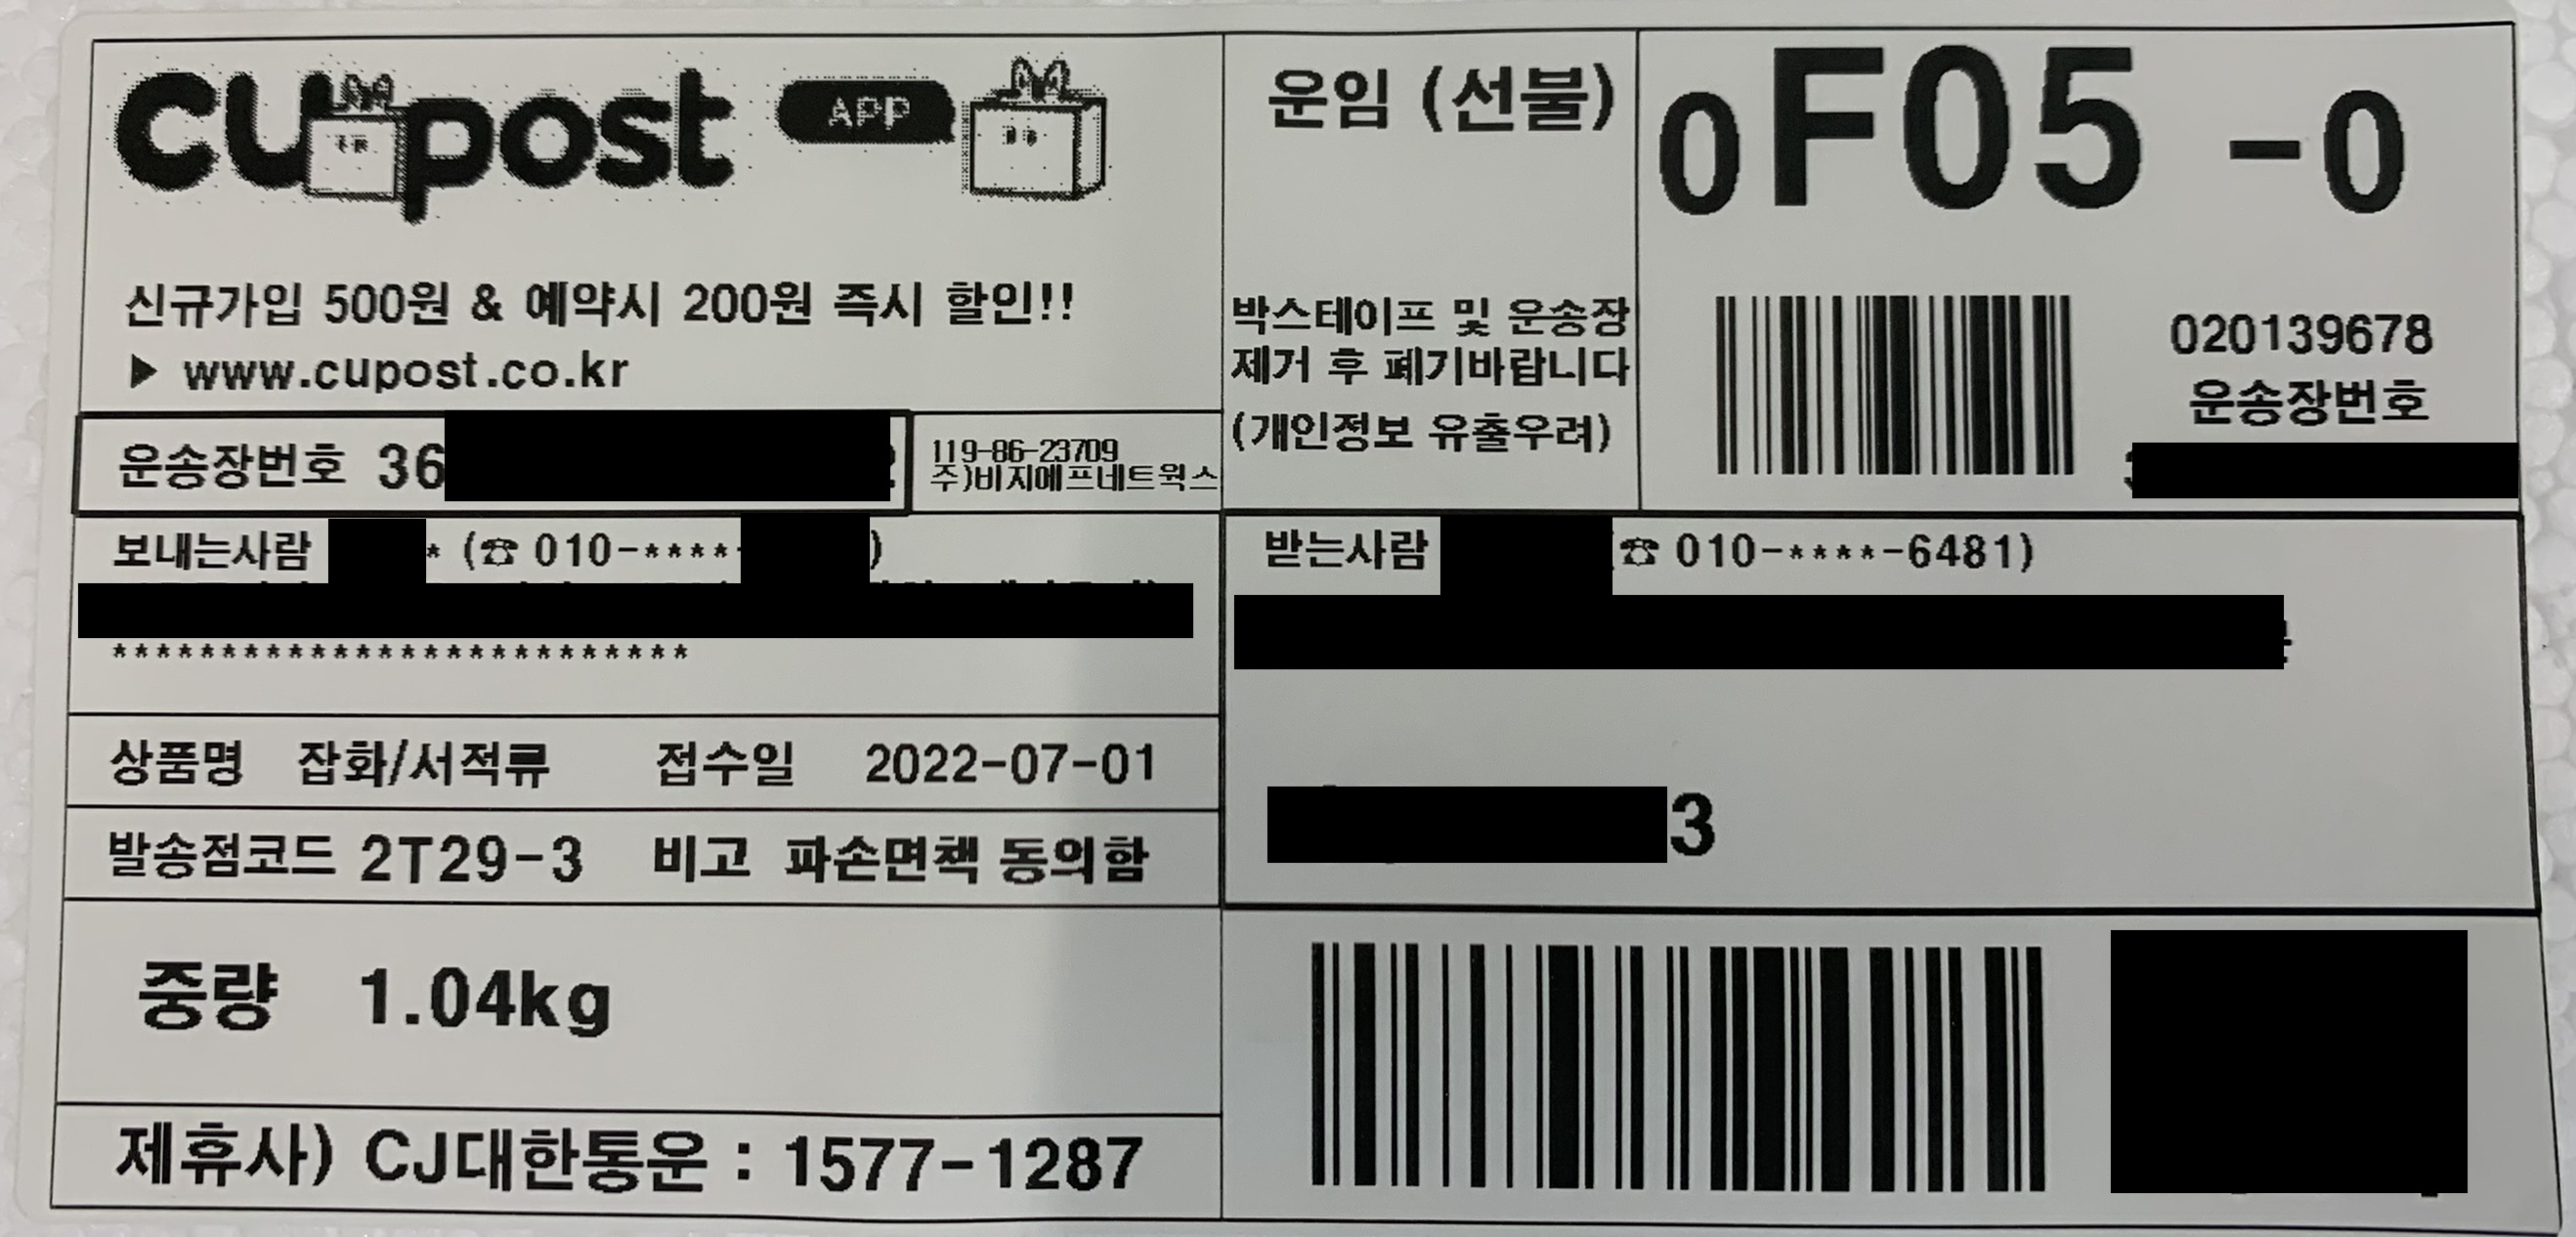 cupost APP
신규가입 500원 & 예약시 200원 즉시 할인!!
▶ www.cupost.co.kr
운임 (선불)
박스테이프 및 운송장
제거 후 폐기바랍니다
(개인정보 유출우려)
0F05 -0
020139678
운송장번호
운송장번호 36
119-86-23709
주)비지에프네트웍스
보내는사람 * (☎ 010-****- )
**************************
받는사람 (☎ 010-****-6481)
3
상품명 잡화/서적류 접수일 2022-07-01
발송점코드 2T29-3 비고 파손면책 동의함
중량 1.04kg
제휴사) CJ대한통운 : 1577-1287